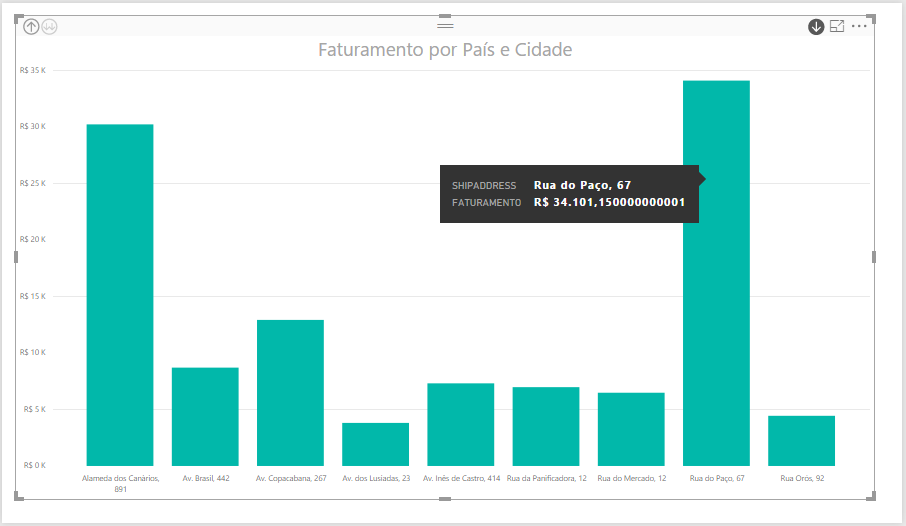 Faturamento por País e Cidade
R$ 35 K
R$ 30 K
R$ 25 K
R$ 20 K
R$ 15 K
R$ 10 K
R$ 5 K
R$ 0 K
SHIPADDRESS Rua do Paço, 67
FATURAMENTO R$ 34.101,150000000001
Alameda dos Canàrios,
891
Av. Brasil, 442
Av. Copacabana, 267
Av. dos Lusíadas, 23
Av. Inês de Castro, 414
Rua da Panificadora, 12
Rua do Mercado, 12
Rua do Paço, 67
Rua Orós, 92